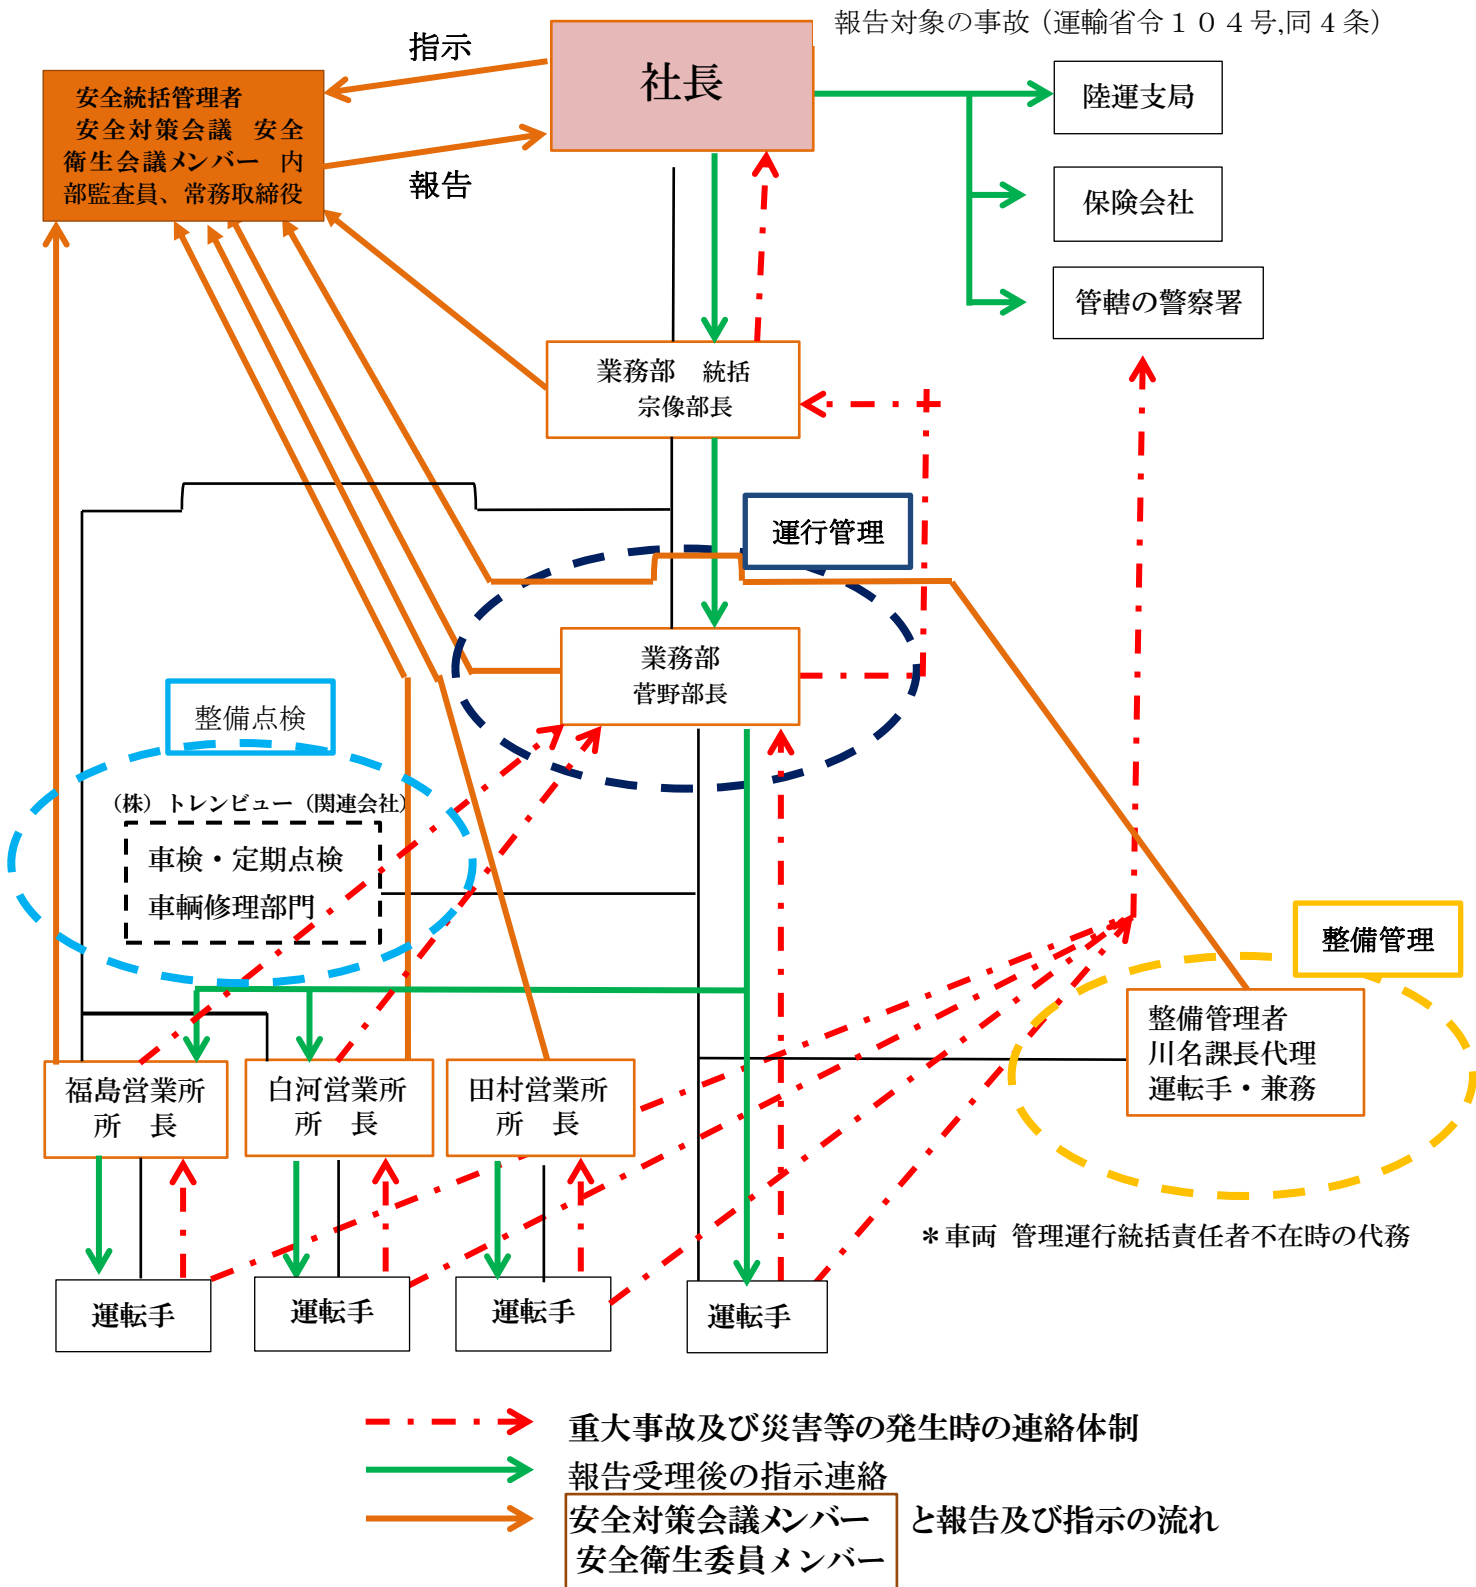 報告対象の事故（運輸省令１０４号,同４条）
指示
社長
陸運支局
安全統括管理者
安全対策会議 安全
衛生会議メンバー 内
部監査員、常務取締役
報告
保険会社
管轄の警察署
業務部 統括
宗像部長
運行管理
業務部
菅野部長
整備点検
（株）トレンビュー（関連会社）
車検・定期点検
車輌修理部門
整備管理
整備管理者
川名課長代理
運転手・兼務
福島営業所
所 長
白河営業所
所 長
田村営業所
所 長
＊車両 管理運行統括責任者不在時の代務
運転手
運転手
運転手
運転手
重大事故及び災害等の発生時の連絡体制
報告受理後の指示連絡
安全対策会議メンバー と報告及び指示の流れ
安全衛生委員メンバー